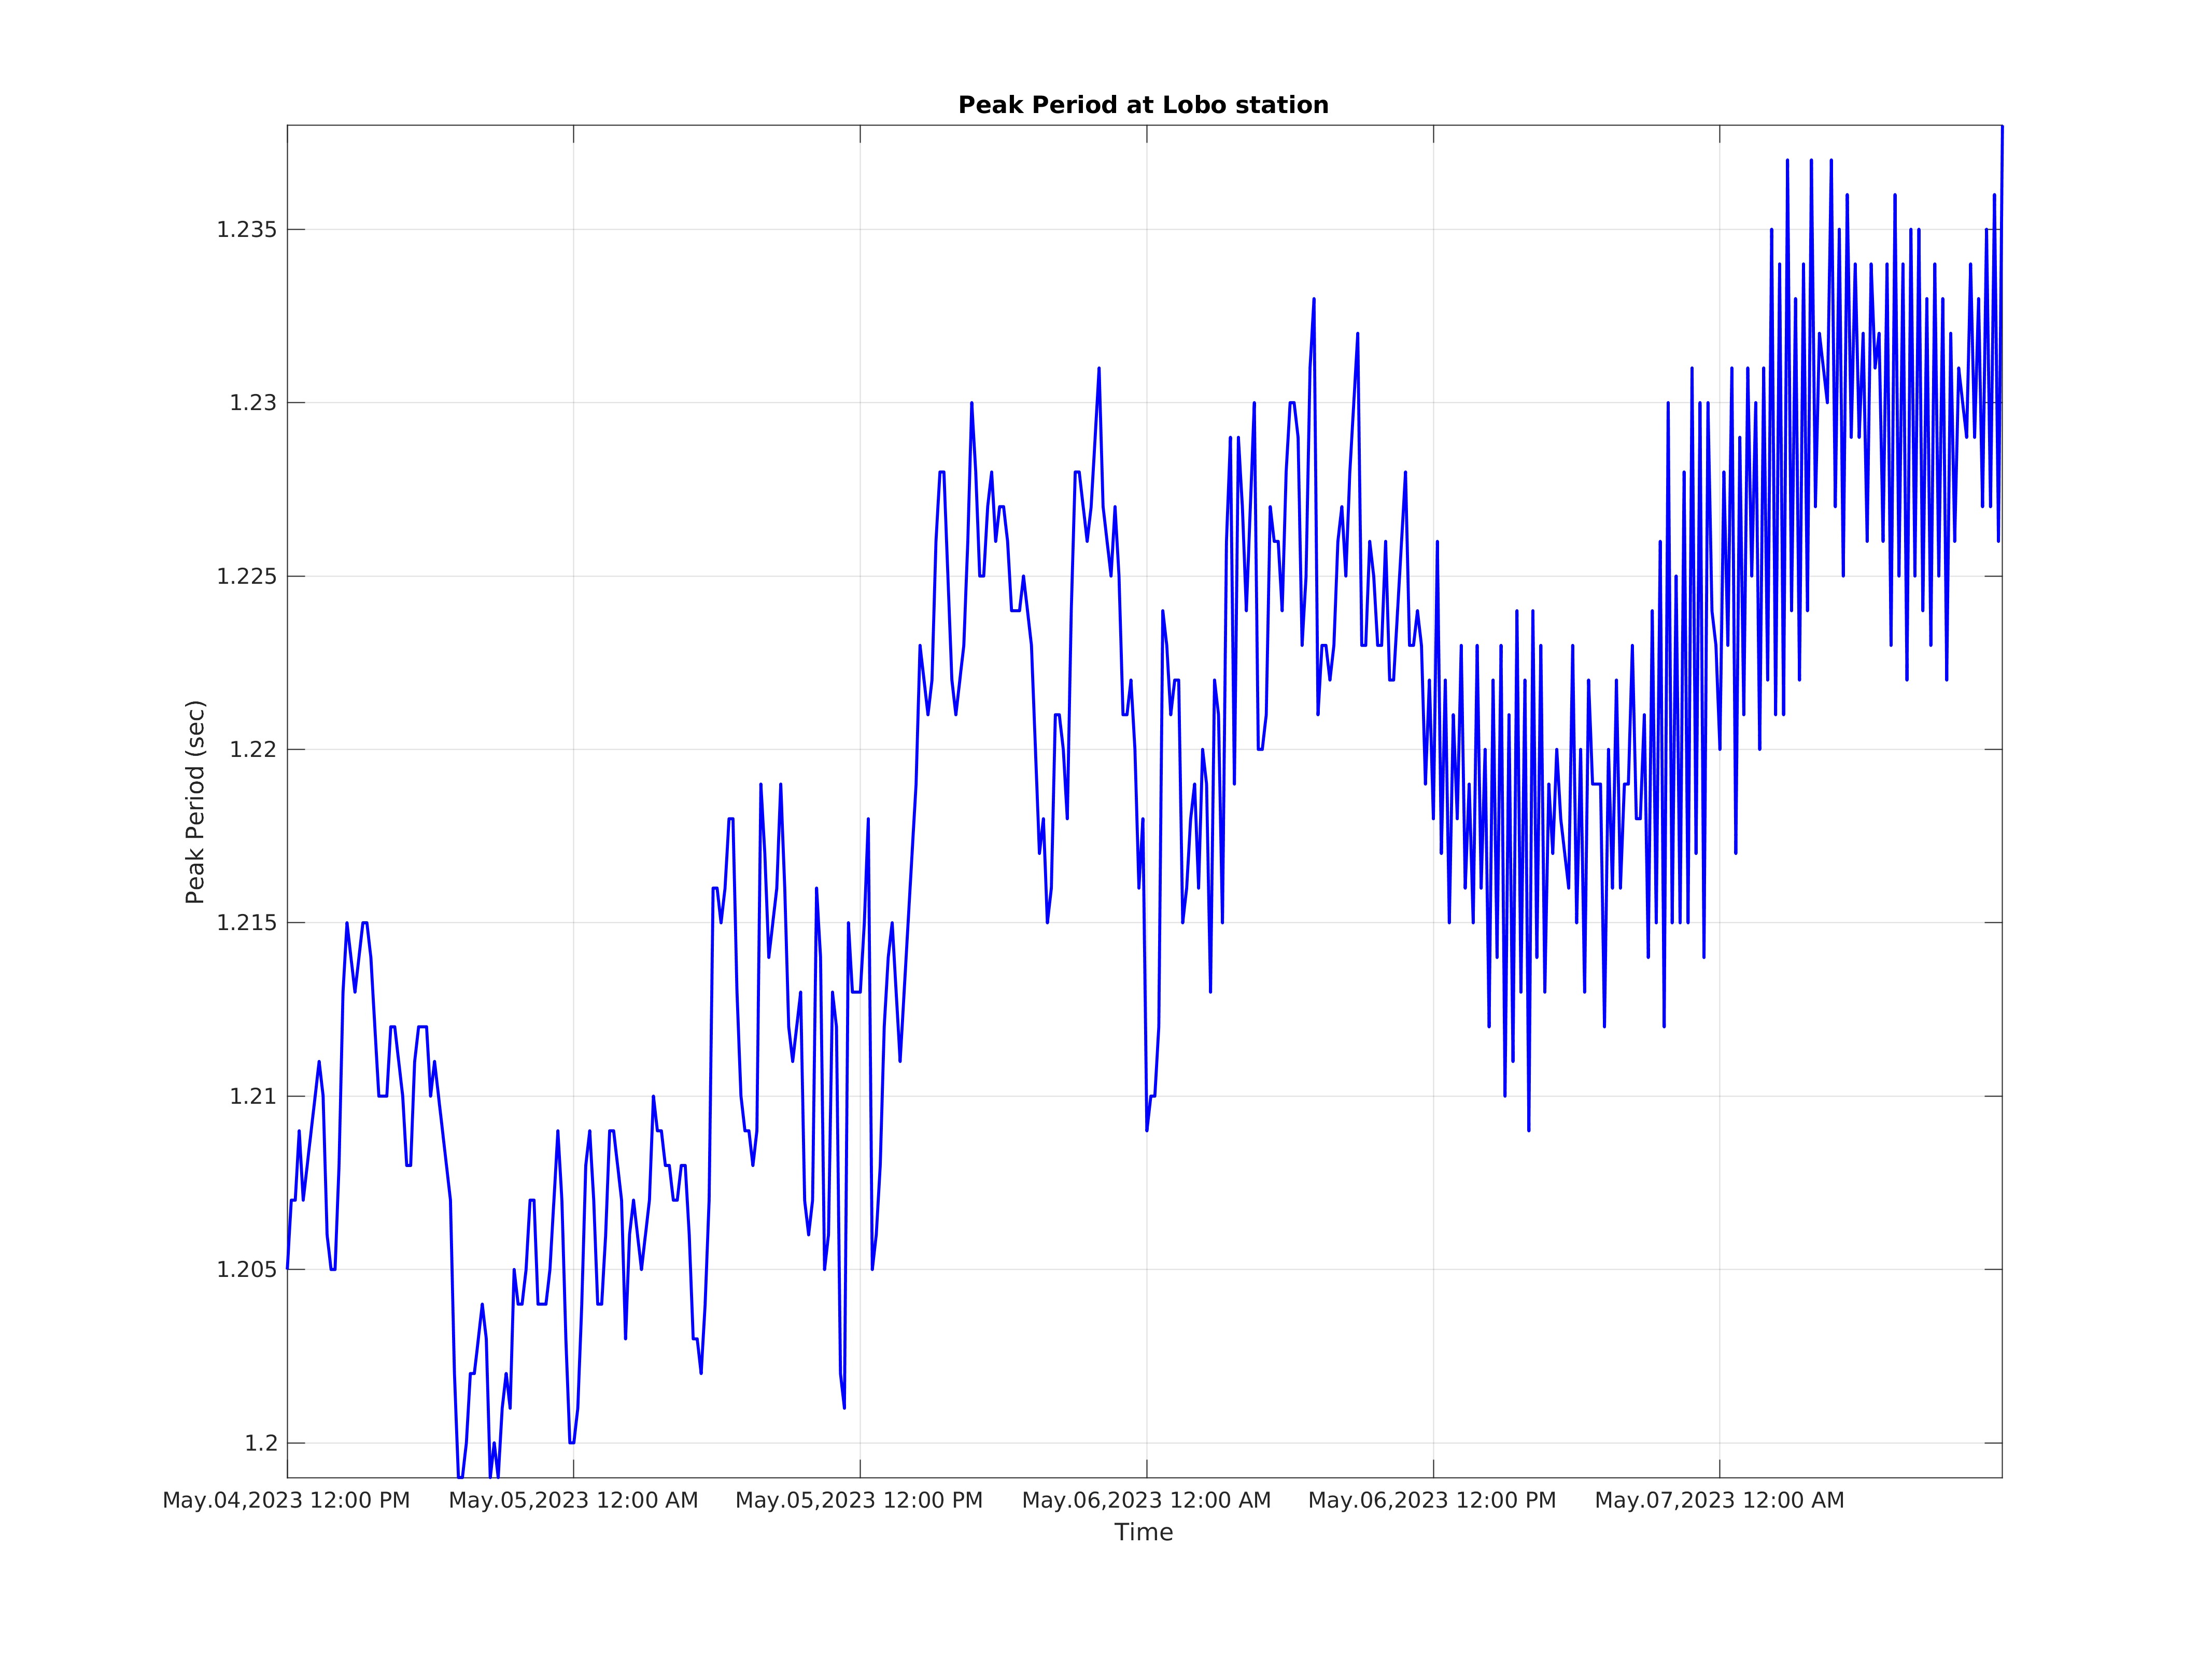 Peak Period at Lobo station
Peak Period (sec)
1.235
1.23
1.225
1.22
1.215
1.21
1.205
1.2
May.04,2023 12:00 PM May.05,2023 12:00 AM May.05,2023 12:00 PM May.06,2023 12:00 AM May.06,2023 12:00 PM May.07,2023 12:00 AM
Time